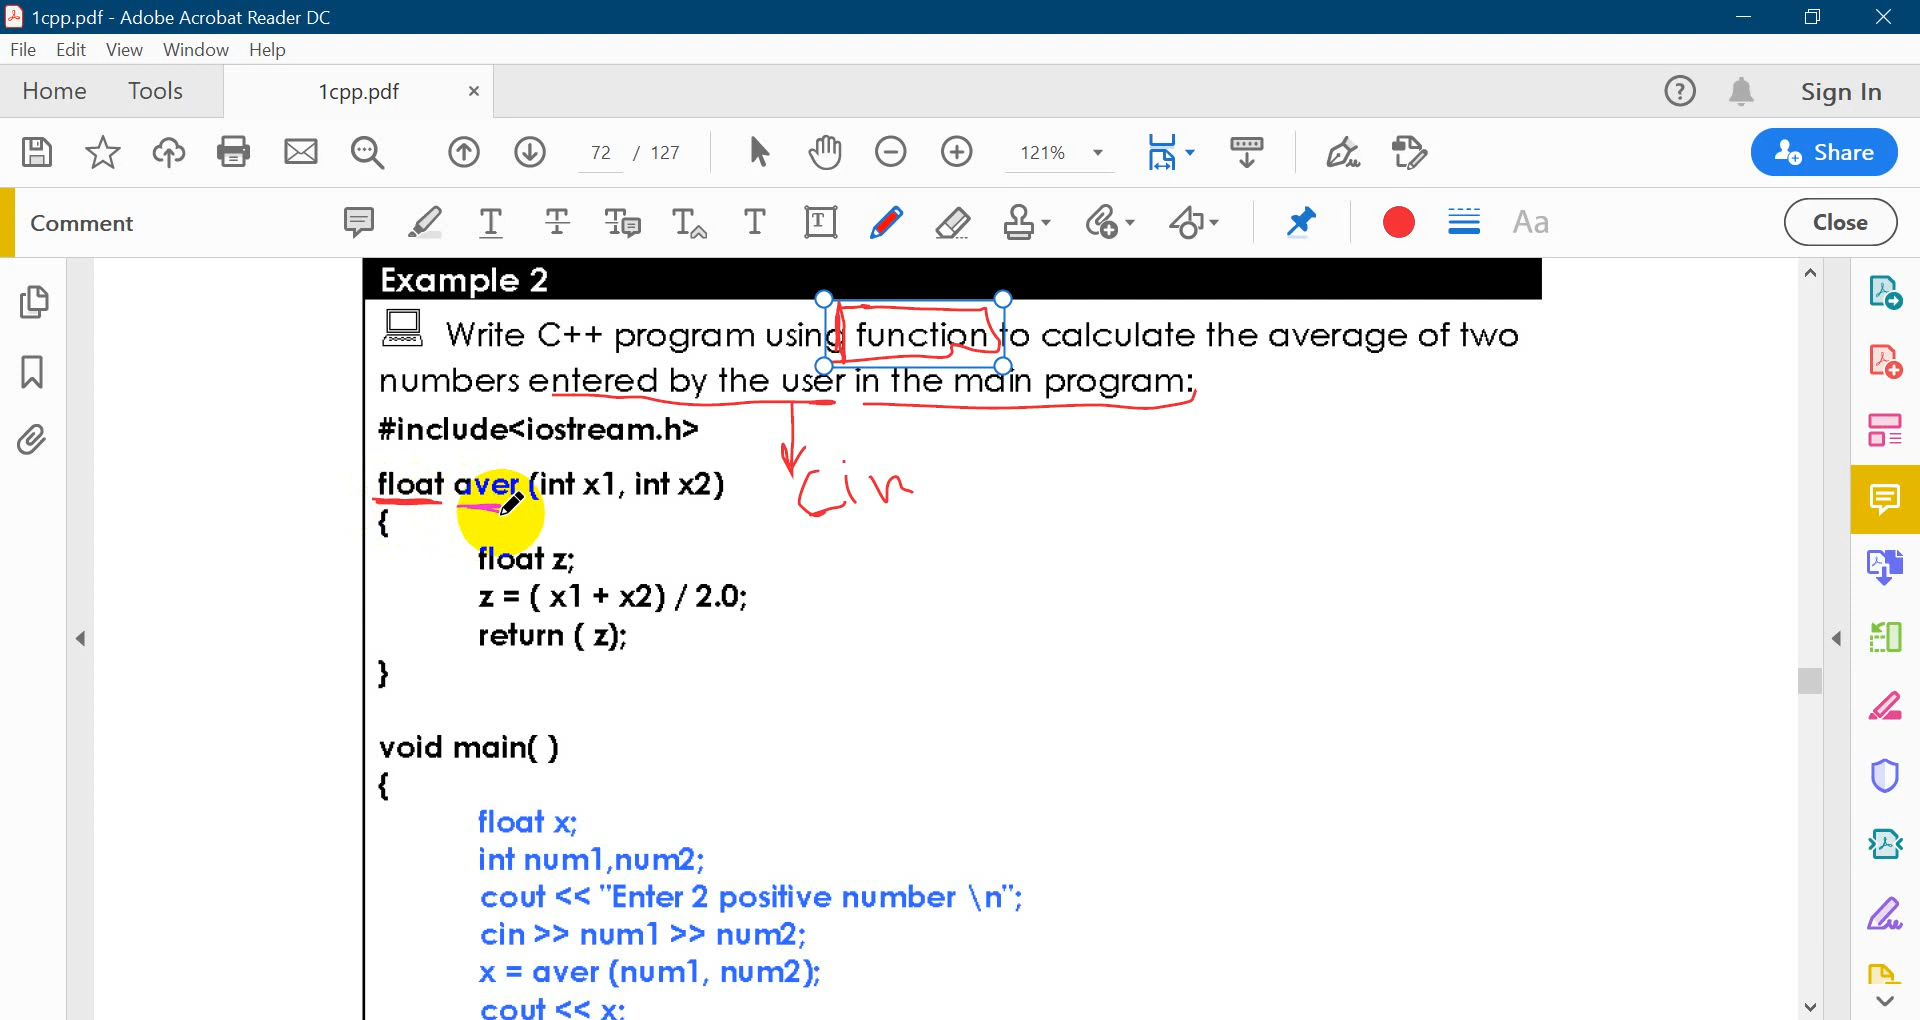 1cpp.pdf - Adobe Acrobat Reader DC
File Edit View Window Help
Home Tools 1cpp.pdf × Sign In
72 / 127 121% Share
Comment Aa Close
Example 2
Write C++ program using function to calculate the average of two
numbers entered by the user in the main program:
#include<iostream.h>
float aver (int x1, int x2)
cin
{
float z;
z = ( x1 + x2) / 2.0;
return ( z);
}
void main( )
{
float x;
int num1,num2;
cout << "Enter 2 positive number \n";
cin >> num1 >> num2;
x = aver (num1, num2);
cout << x;